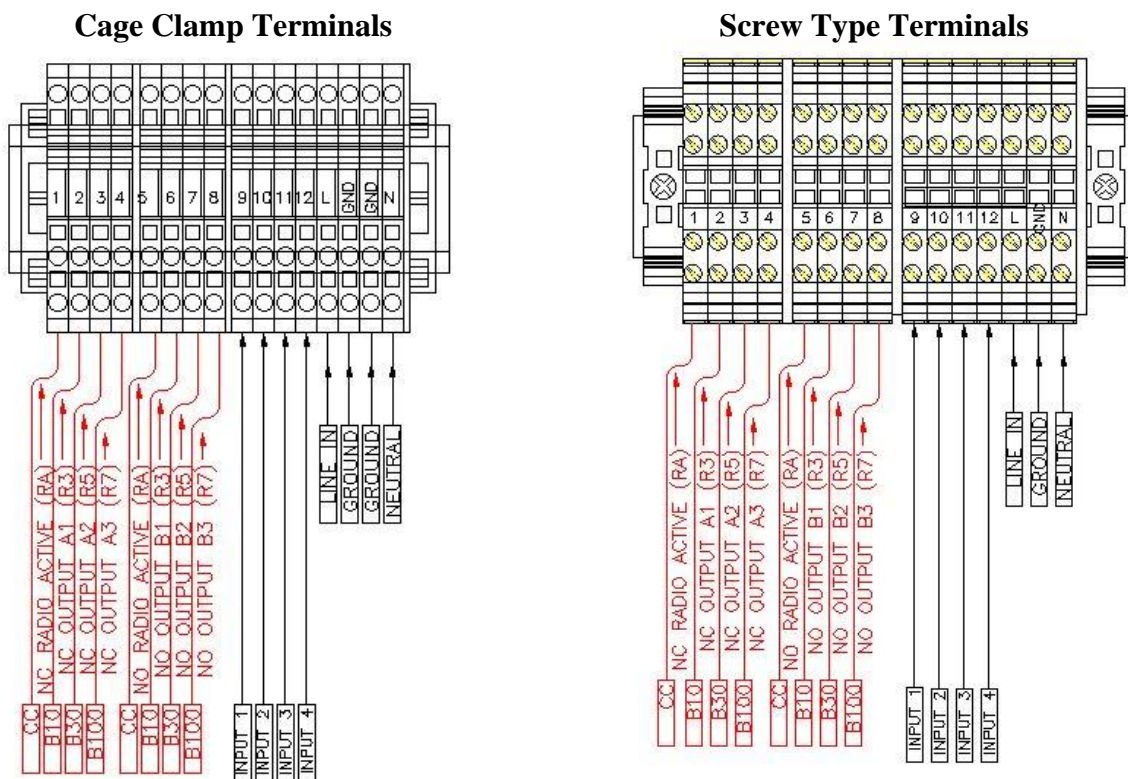 Cage Clamp Terminals
1 2 3 4 5 6 7 8 9 10 11 12 L GND GND N
NC RADIO ACTIVE (RA)
NC OUTPUT A1 (R3)
NC OUTPUT A2 (R5)
NC OUTPUT A3 (R7)
NO RADIO ACTIVE (RA)
NO OUTPUT B1 (R3)
NO OUTPUT B2 (R5)
NO OUTPUT B3 (R7)
LINE IN
GROUND
GROUND
NEUTRAL
CC
B10
B30
B100
CC
B10
B30
B100
INPUT 1
INPUT 2
INPUT 3
INPUT 4
Screw Type Terminals
1 2 3 4 5 6 7 8 9 10 11 12 L GND N
NC RADIO ACTIVE (RA)
NC OUTPUT A1 (R3)
NC OUTPUT A2 (R5)
NC OUTPUT A3 (R7)
NO RADIO ACTIVE (RA)
NO OUTPUT B1 (R3)
NO OUTPUT B2 (R5)
NO OUTPUT B3 (R7)
LINE IN
GROUND
NEUTRAL
CC
B10
B30
B100
CC
B10
B30
B100
INPUT 1
INPUT 2
INPUT 3
INPUT 4